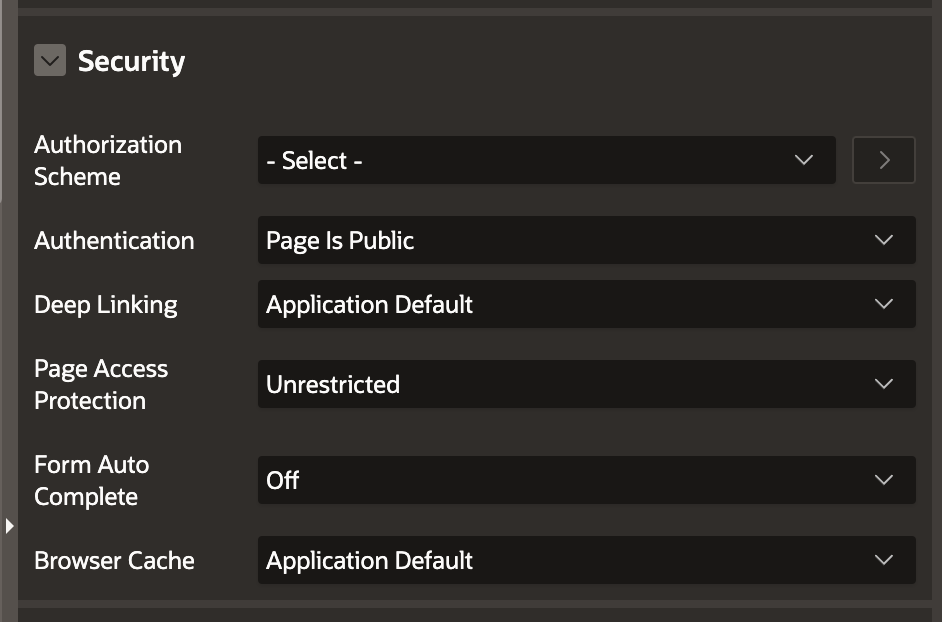 Security
Authorization
Scheme
- Select -
Authentication
Page Is Public
Deep Linking
Application Default
Page Access
Protection
Unrestricted
Form Auto
Complete
Off
Browser Cache
Application Default